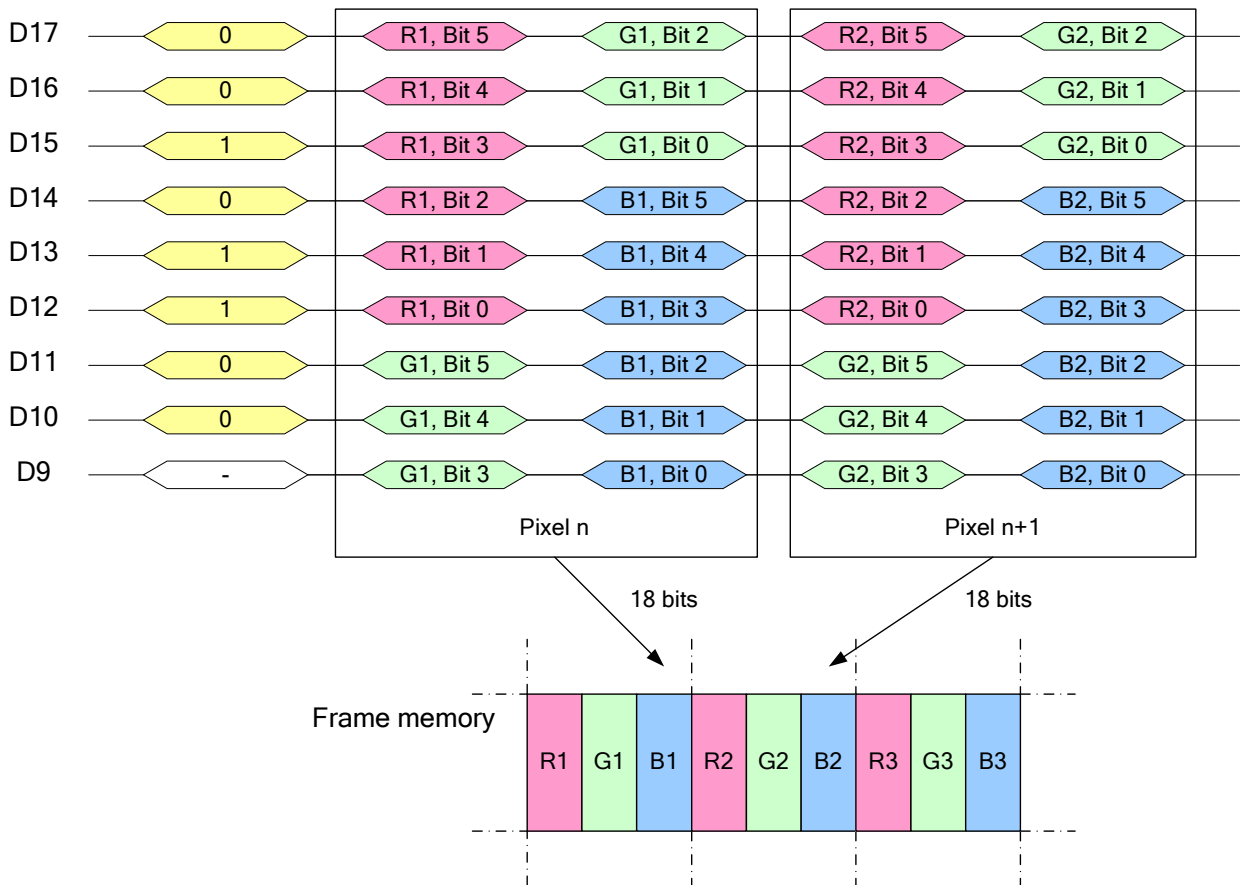 D17 0 R1, Bit 5 G1, Bit 2 R2, Bit 5 G2, Bit 2
D16 0 R1, Bit 4 G1, Bit 1 R2, Bit 4 G2, Bit 1
D15 1 R1, Bit 3 G1, Bit 0 R2, Bit 3 G2, Bit 0
D14 0 R1, Bit 2 B1, Bit 5 R2, Bit 2 B2, Bit 5
D13 1 R1, Bit 1 B1, Bit 4 R2, Bit 1 B2, Bit 4
D12 1 R1, Bit 0 B1, Bit 3 R2, Bit 0 B2, Bit 3
D11 0 G1, Bit 5 B1, Bit 2 G2, Bit 5 B2, Bit 2
D10 0 G1, Bit 4 B1, Bit 1 G2, Bit 4 B2, Bit 1
D9 - G1, Bit 3 B1, Bit 0 G2, Bit 3 B2, Bit 0
Pixel n Pixel n+1
18 bits 18 bits
Frame memory
R1 G1 B1 R2 G2 B2 R3 G3 B3